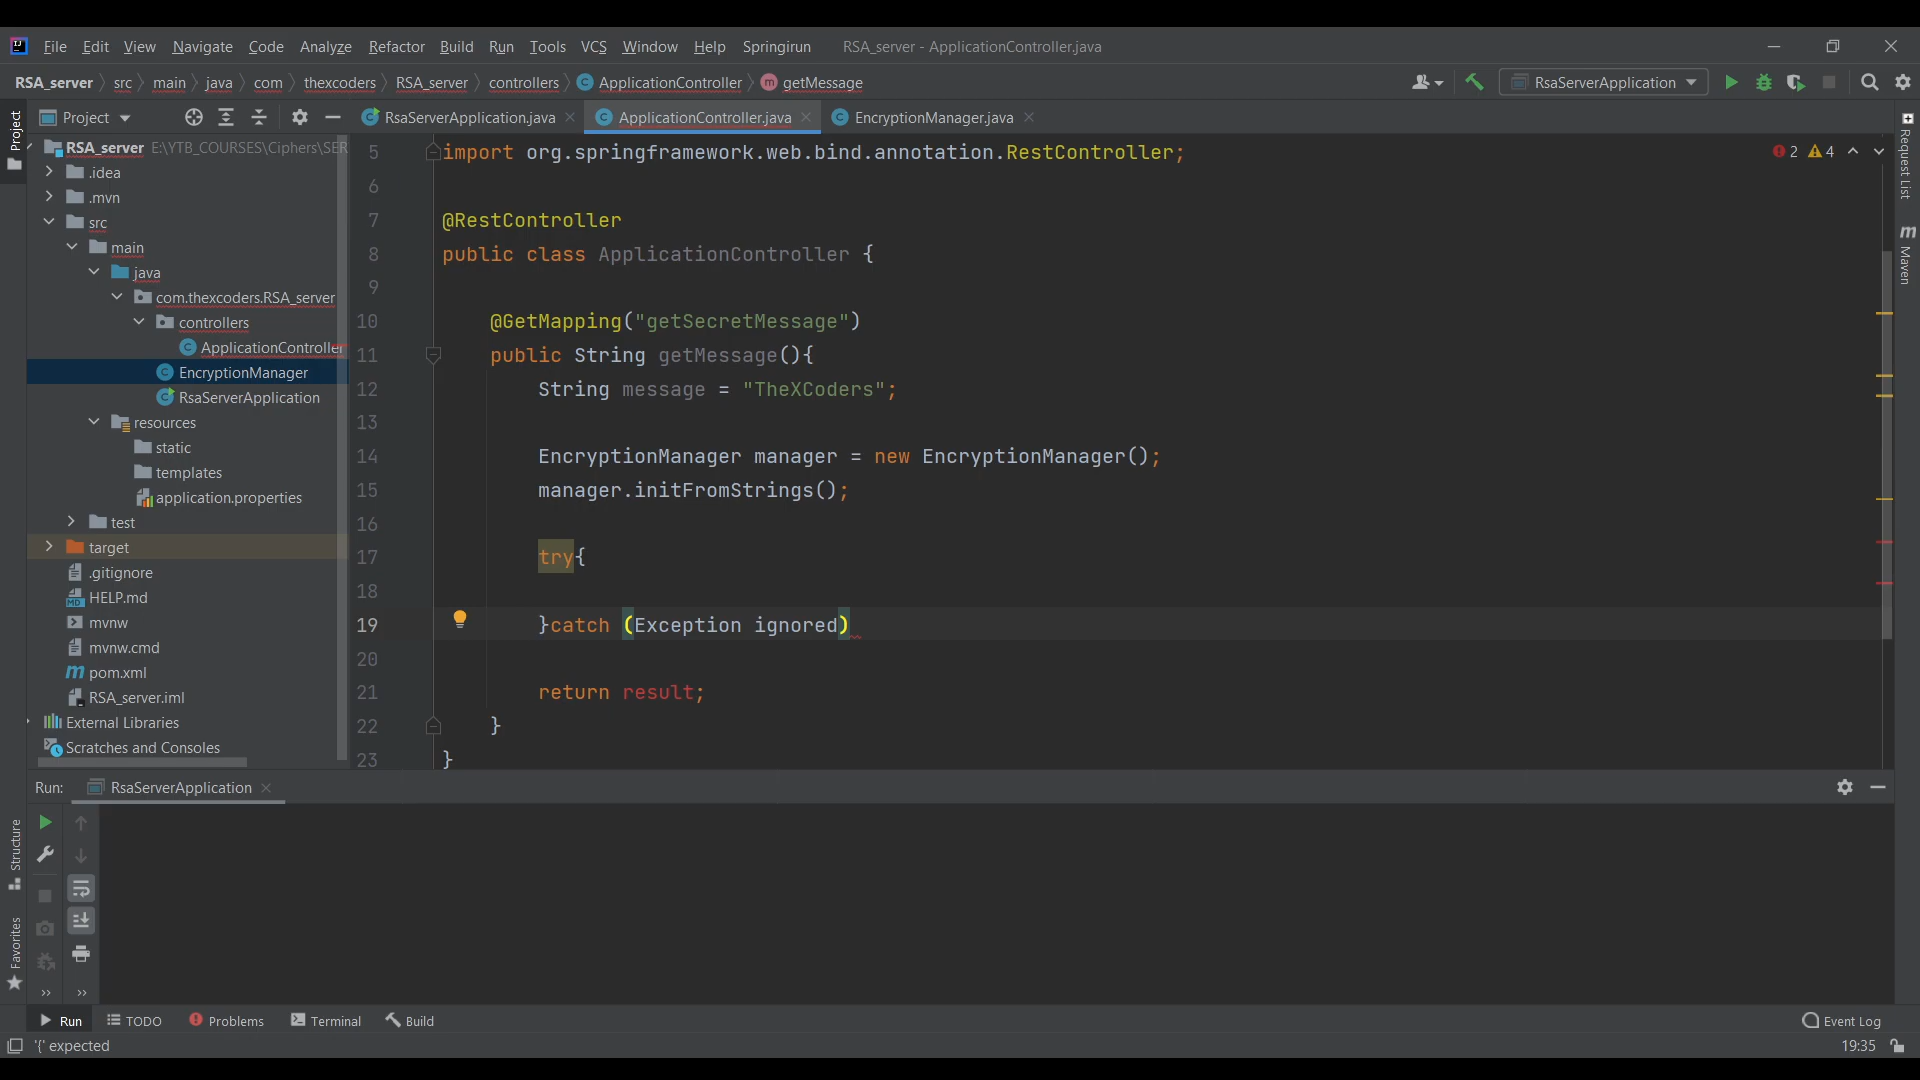 File Edit View Navigate Code Analyze Refactor Build Run Tools VCS Window Help Springirun RSA_server - ApplicationController.java
RSA_server src main java com thexcoders RSA_server controllers ApplicationController getMessage RsaServerApplication
Project RsaServerApplication.java ApplicationController.java EncryptionManager.java
Project
RSA_server E:\YTB_COURSES\Ciphers\SER
.idea
.mvn
src
main
java
com.thexcoders.RSA_server
controllers
ApplicationController
EncryptionManager
RsaServerApplication
resources
static
templates
application.properties
test
target
.gitignore
HELP.md
mvnw
mvnw.cmd
pom.xml
RSA_server.iml
External Libraries
Scratches and Consoles
5 import org.springframework.web.bind.annotation.RestController;
2 4
6
7 @RestController
8 public class ApplicationController {
9
10 @GetMapping("getSecretMessage")
11 public String getMessage(){
12 String message = "TheXCoders";
13
14 EncryptionManager manager = new EncryptionManager();
15 manager.initFromStrings();
16
17 try{
18
19 }catch (Exception ignored)
20
21 return result;
22 }
23 }
Request List
Maven
Run: RsaServerApplication
Structure
Favorites
Run TODO Problems Terminal Build Event Log
'{' expected 19:35